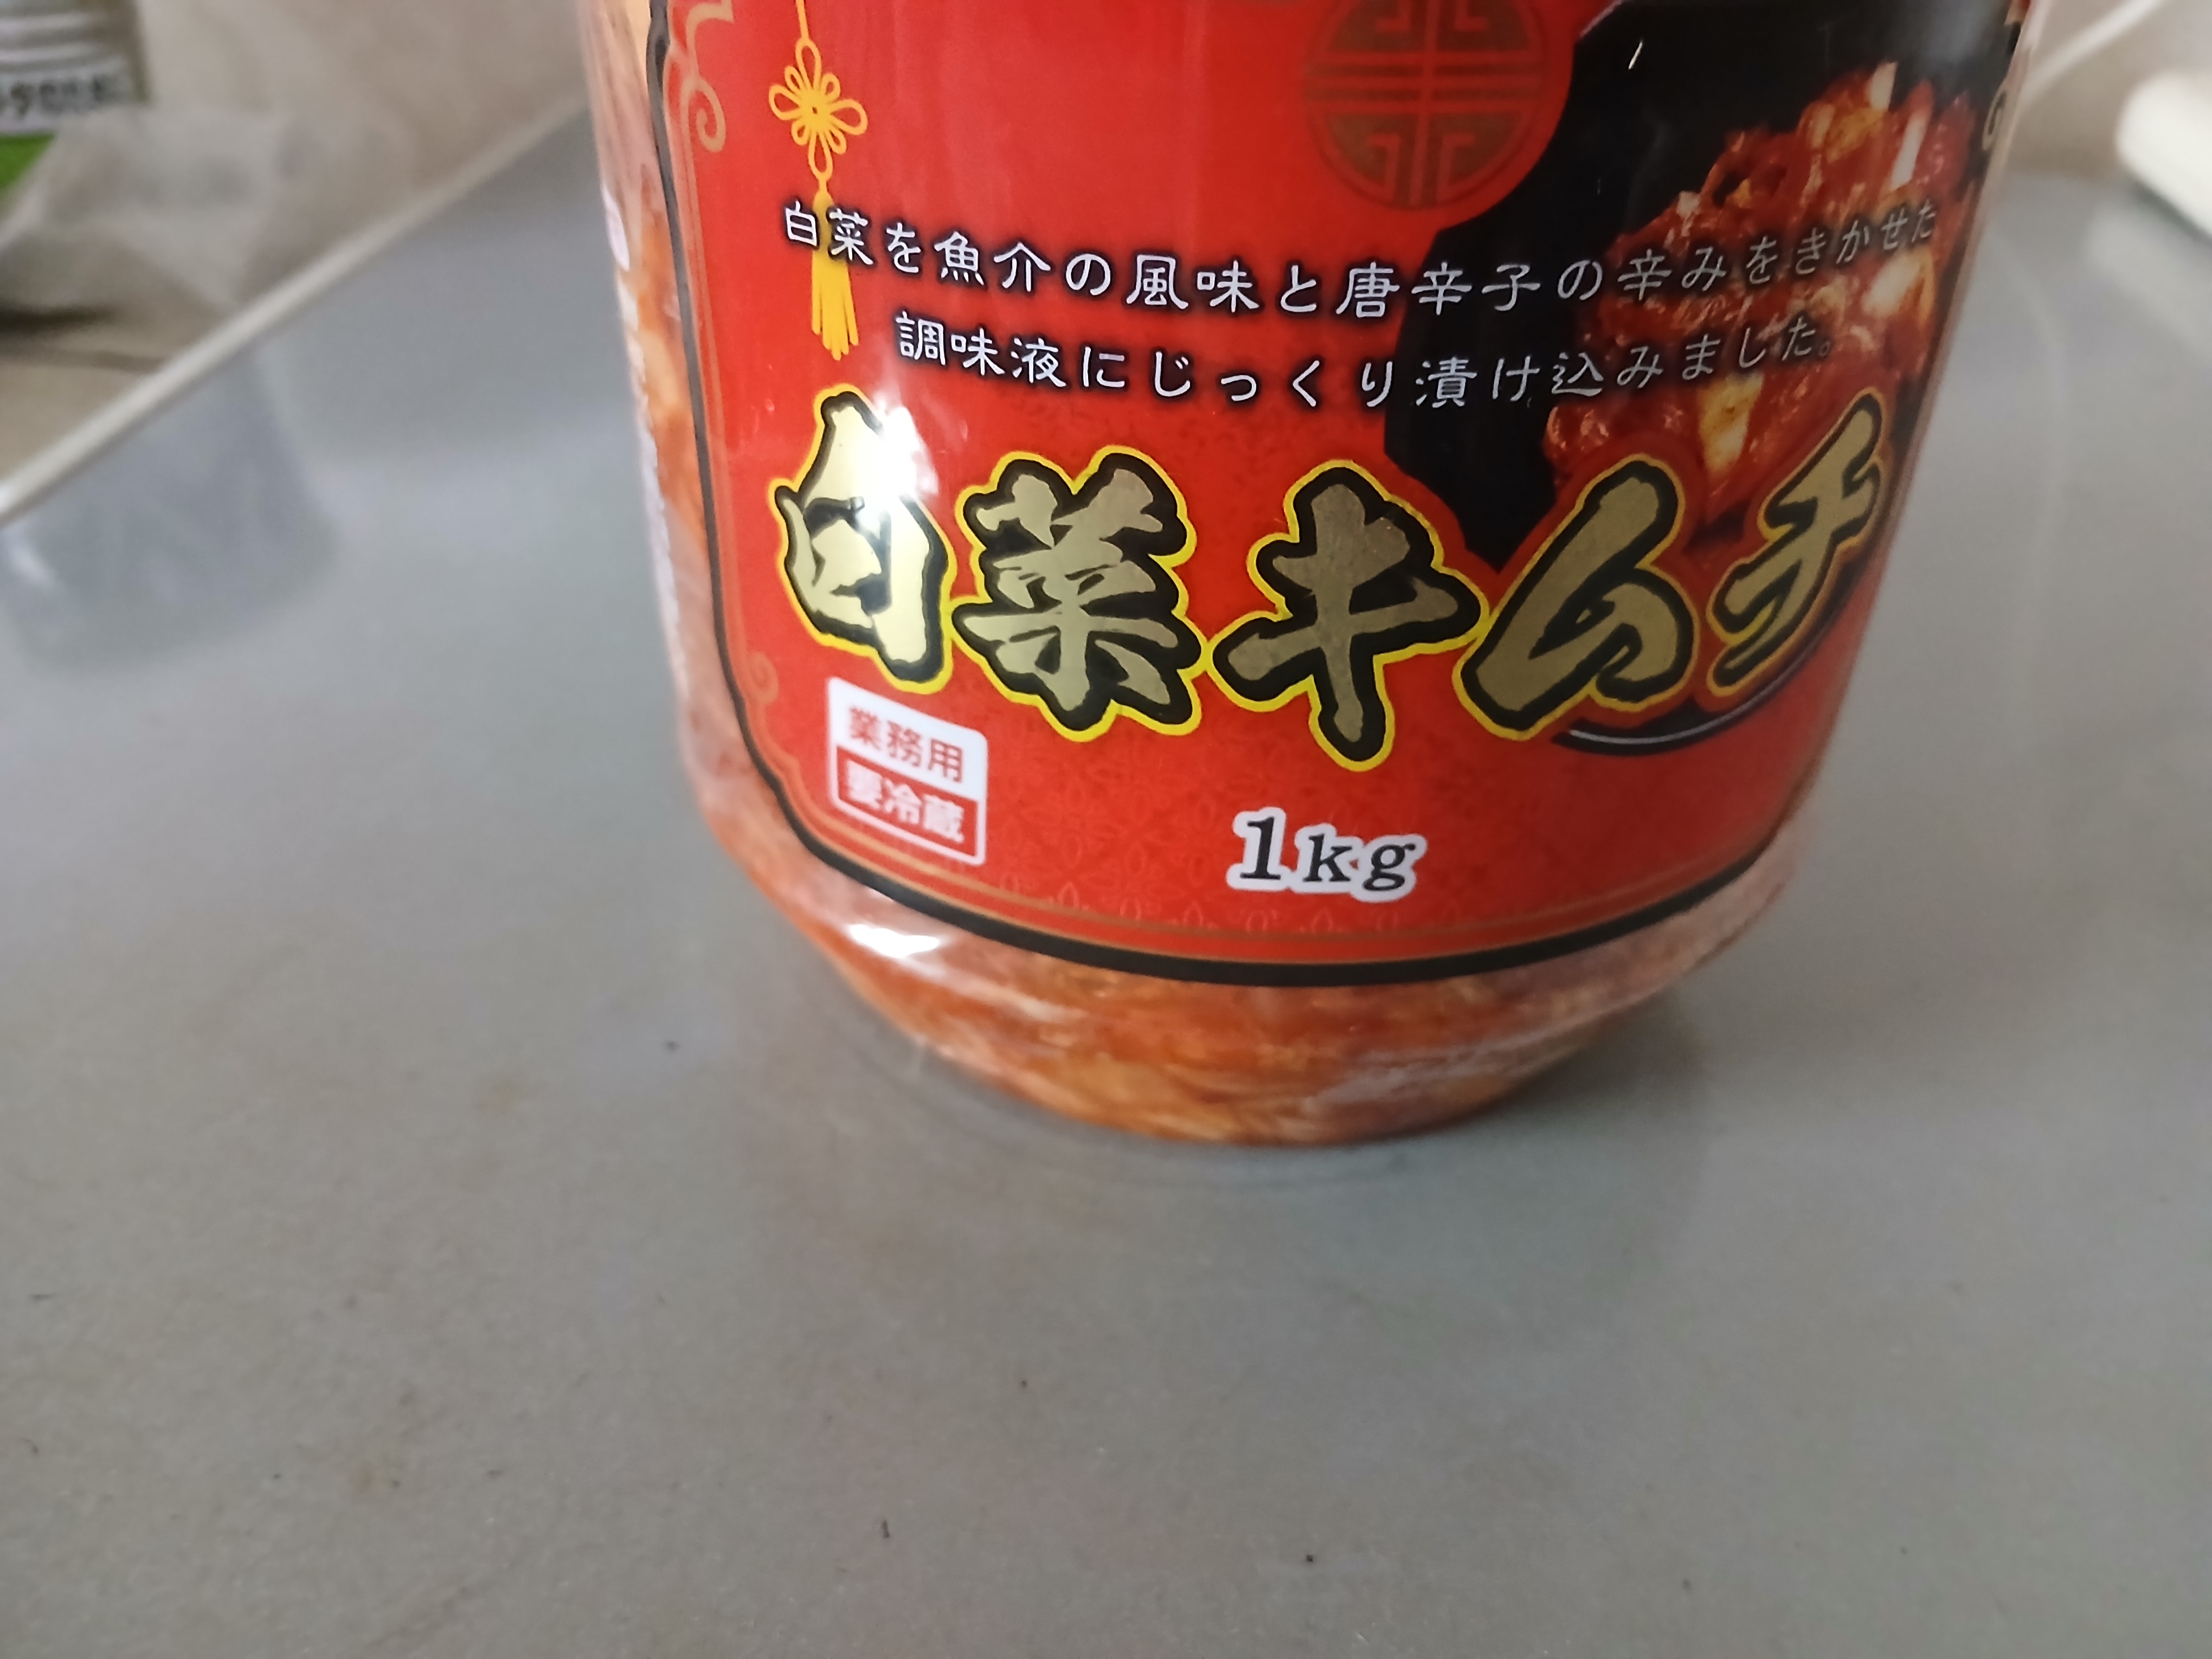 白菜を魚介の風味と唐辛子の辛みをきかせた
調味液にじっくり漬け込みました。
白菜キムチ
業務用
要冷蔵
1kg